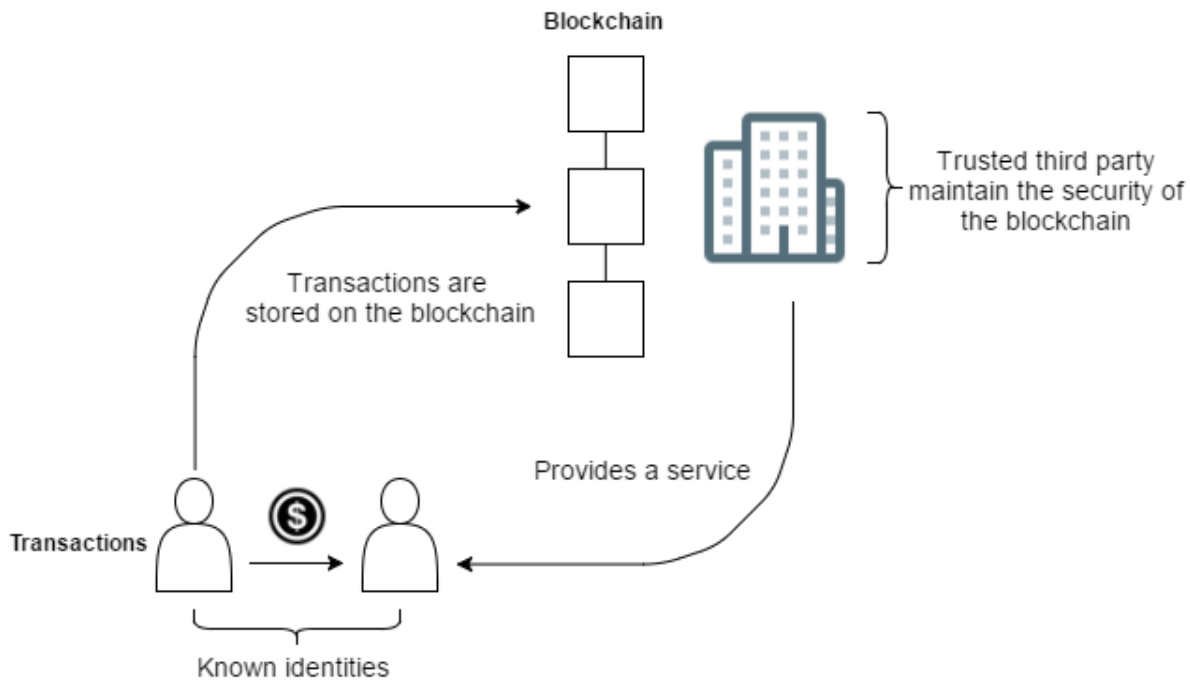 Blockchain
Trusted third party
maintain the security of
the blockchain
Transactions are
stored on the blockchain
Provides a service
$
Transactions
Known identities